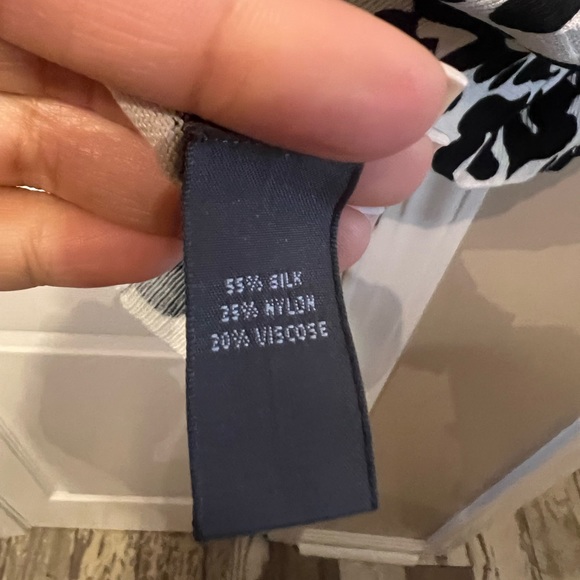 55% SILK
25% NYLON
20% VISCOSE